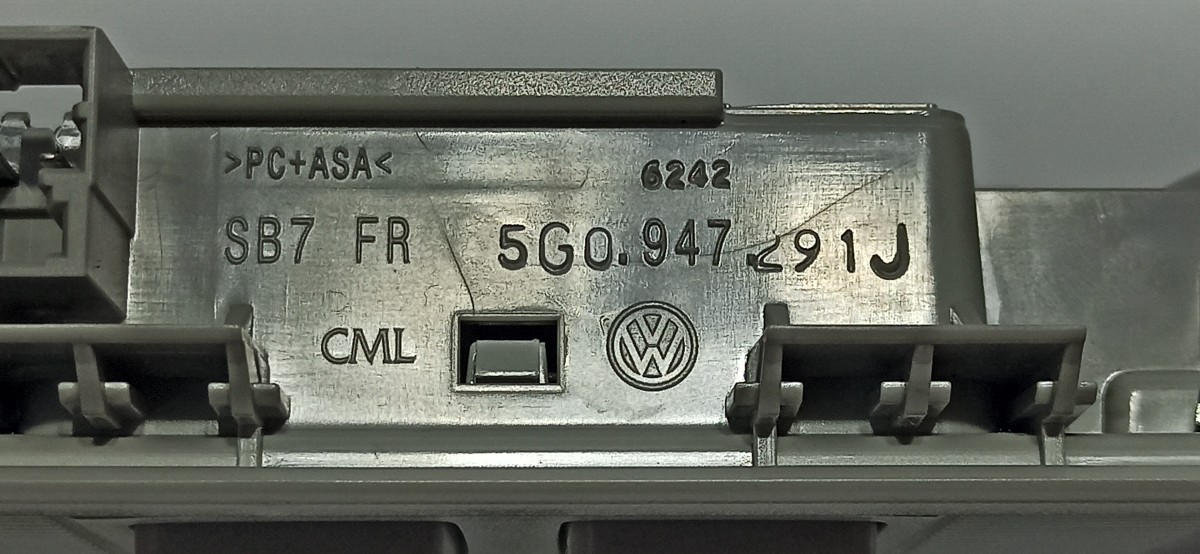 >PC+ASA<
6242
SB7 FR 5G0.947.291J
CML